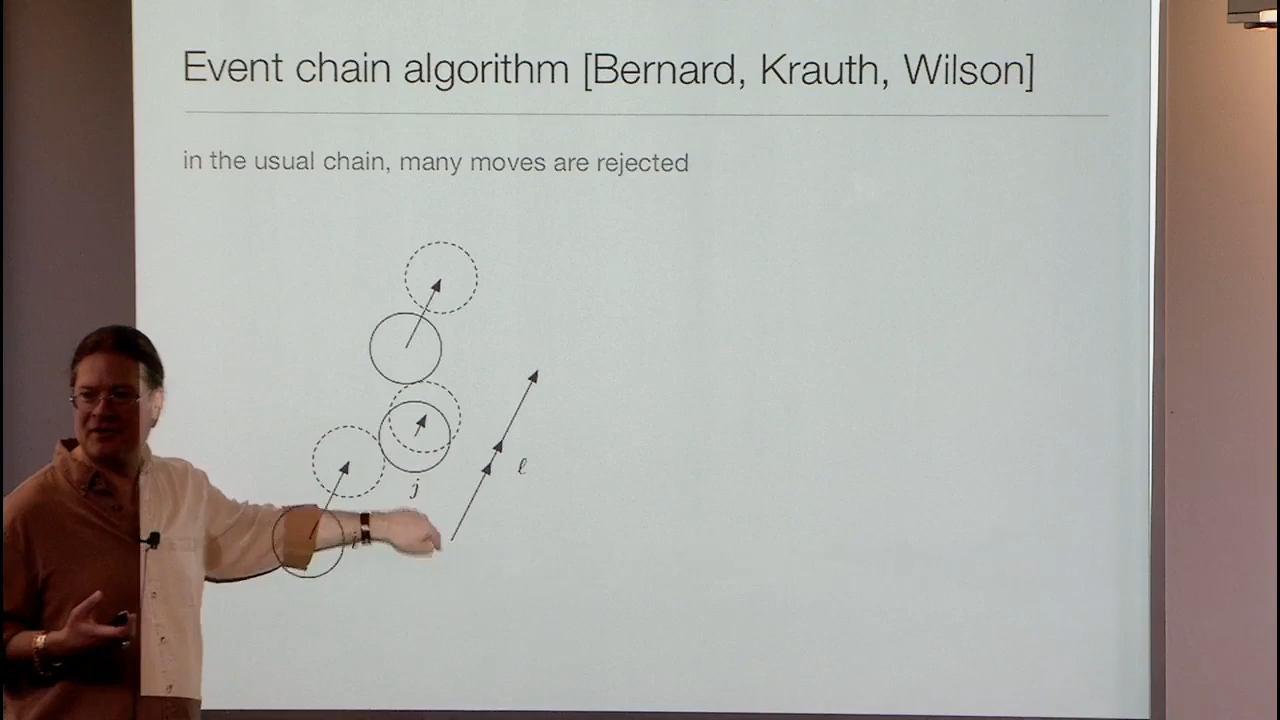 Event chain algorithm [Bernard, Krauth, Wilson]
in the usual chain, many moves are rejected
ℓ
j
i